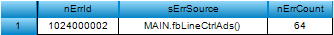 nErrId sErrSource nErrCount
1 1024000002 MAIN.fbLineCtrlAds() 64